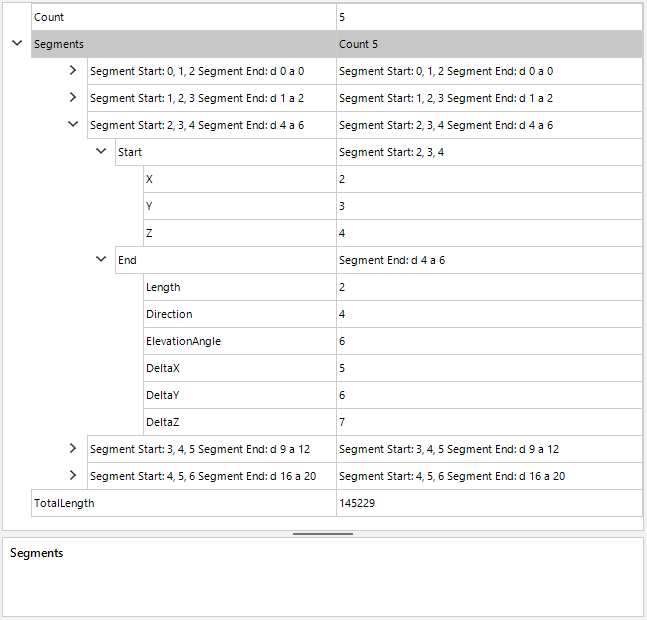 Count 5
Segments Count 5
Segment Start: 0, 1, 2 Segment End: d 0 a 0 Segment Start: 0, 1, 2 Segment End: d 0 a 0
Segment Start: 1, 2, 3 Segment End: d 1 a 2 Segment Start: 1, 2, 3 Segment End: d 1 a 2
Segment Start: 2, 3, 4 Segment End: d 4 a 6 Segment Start: 2, 3, 4 Segment End: d 4 a 6
Start Segment Start: 2, 3, 4
X 2
Y 3
Z 4
End Segment End: d 4 a 6
Length 2
Direction 4
ElevationAngle 6
DeltaX 5
DeltaY 6
DeltaZ 7
Segment Start: 3, 4, 5 Segment End: d 9 a 12 Segment Start: 3, 4, 5 Segment End: d 9 a 12
Segment Start: 4, 5, 6 Segment End: d 16 a 20 Segment Start: 4, 5, 6 Segment End: d 16 a 20
TotalLength 145229
Segments